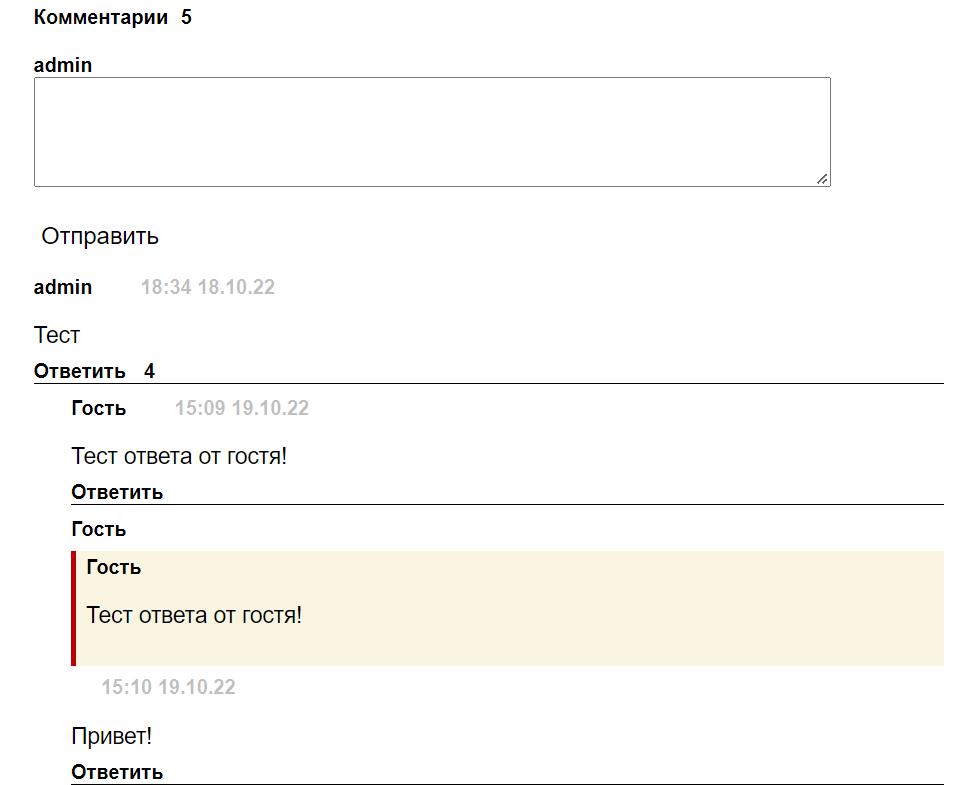 Комментарии 5
admin
Отправить
admin 18:34 18.10.22
Тест
Ответить 4
Гость 15:09 19.10.22
Тест ответа от гостя!
Ответить
Гость
Гость
Тест ответа от гостя!
15:10 19.10.22
Привет!
Ответить